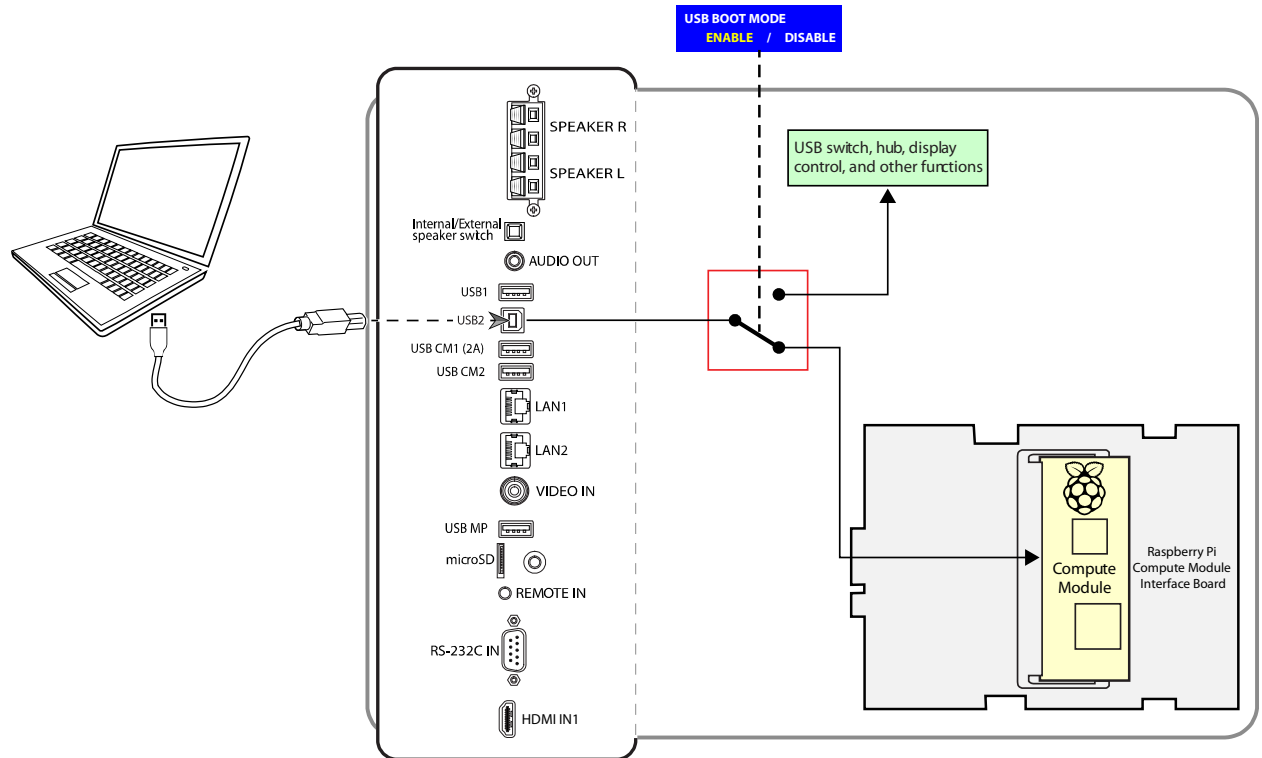 USB BOOT MODE
ENABLE / DISABLE
SPEAKER R
SPEAKER L
USB switch, hub, display
control, and other functions
Internal/External
speaker switch
AUDIO OUT
USB1
USB2
USB CM1 (2A)
USB CM2
LAN1
LAN2
VIDEO IN
USB MP
microSD
REMOTE IN
RS-232C IN
HDMI IN1
Compute
Module
Raspberry Pi
Compute Module
Interface Board